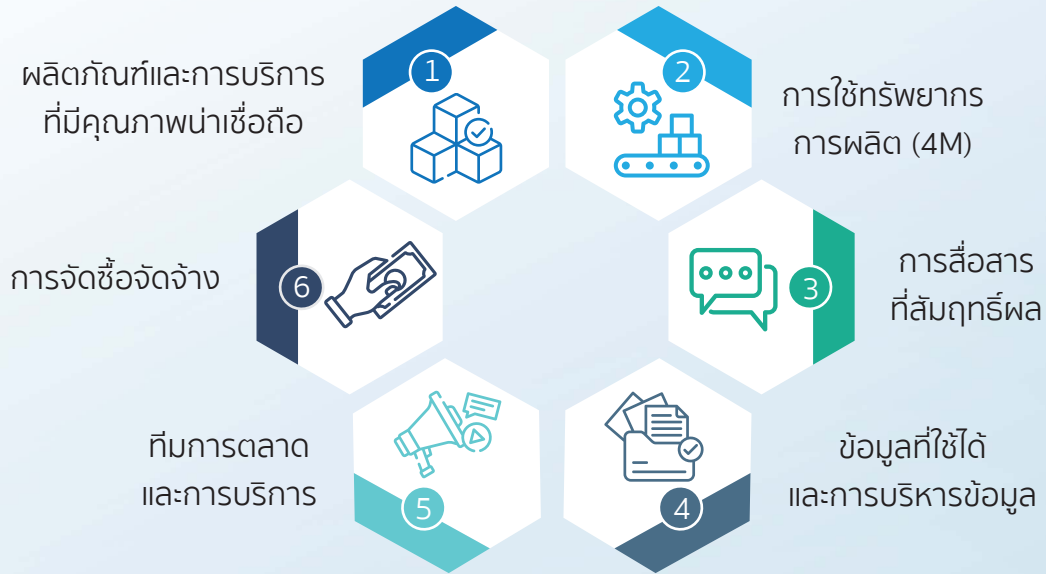 1
ผลิตภัณฑ์และการบริการ
ที่มีคุณภาพน่าเชื่อถือ
2
การใช้ทรัพยากร
การผลิต (4M)
3
การสื่อสาร
ที่สัมฤทธิ์ผล
4
ข้อมูลที่ใช้ได้
และการบริหารข้อมูล
5
ทีมการตลาด
และการบริการ
6
การจัดซื้อจัดจ้าง